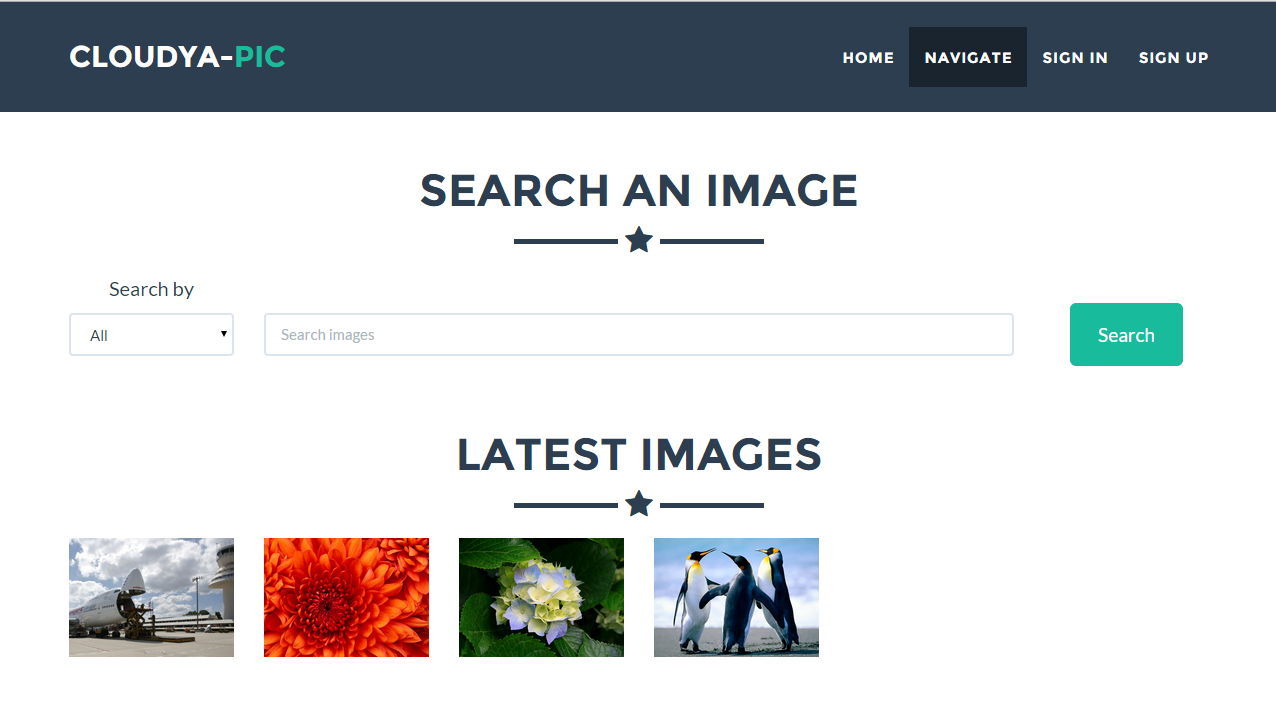 CLOUDYA-PIC
HOME NAVIGATE SIGN IN SIGN UP
SEARCH AN IMAGE
Search by
All
Search images
Search
LATEST IMAGES